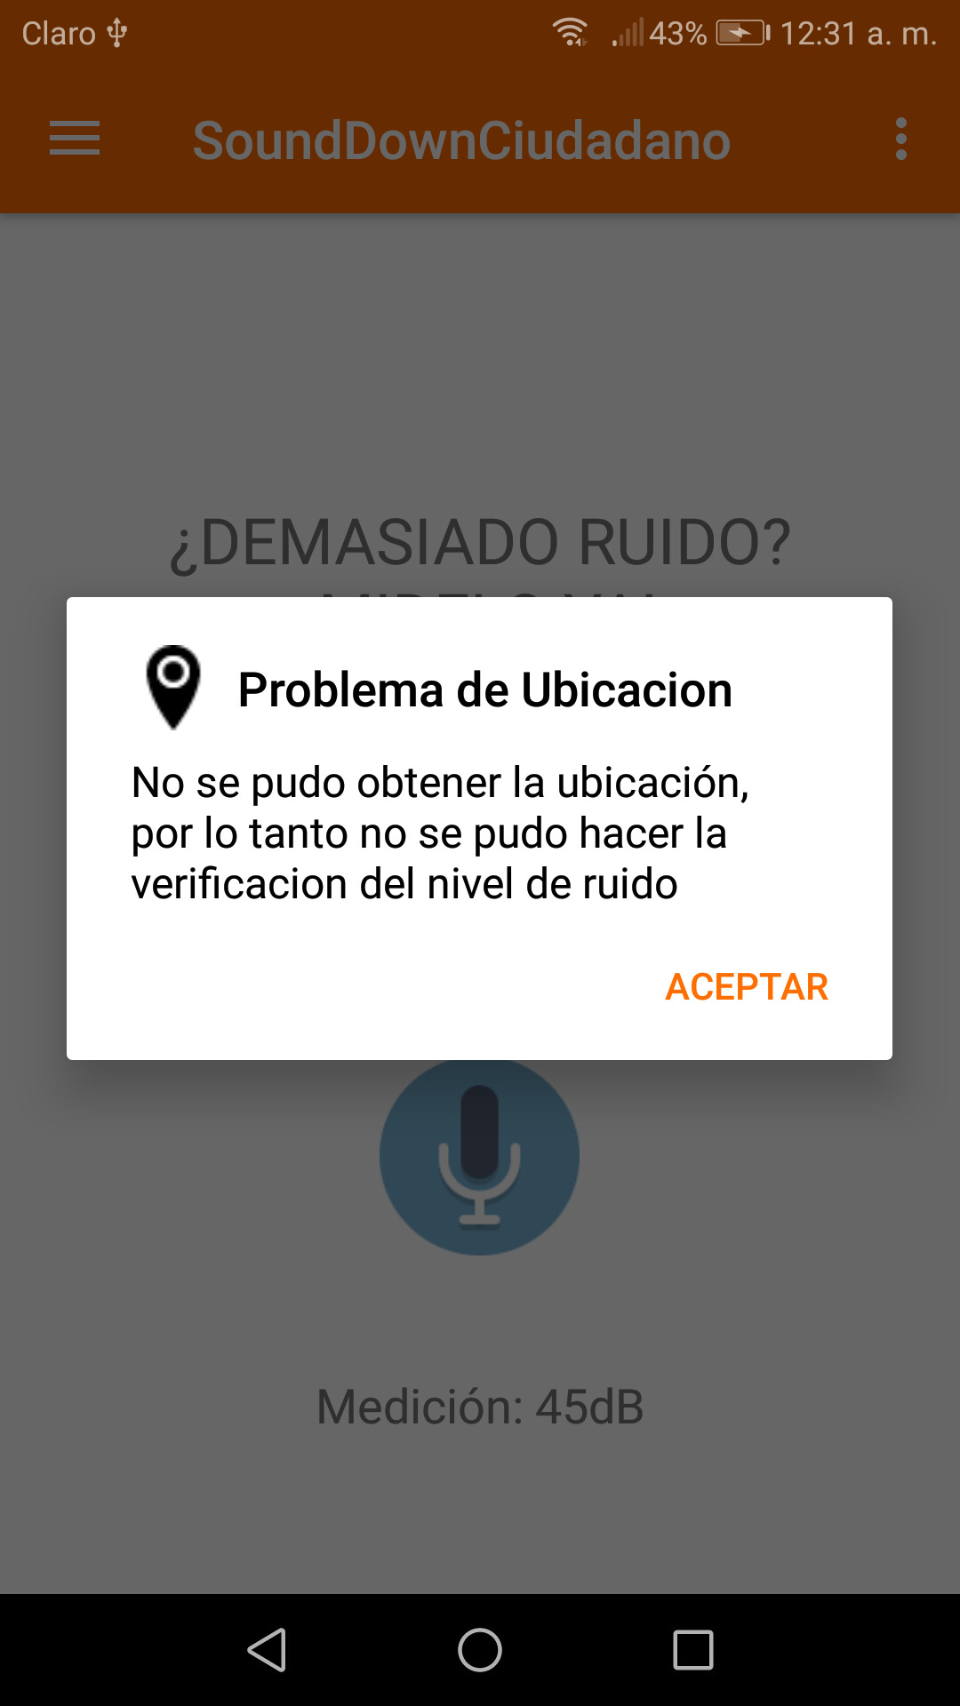 Claro 43% 12:31 a. m.
SoundDownCiudadano
¿DEMASIADO RUIDO?
Problema de Ubicacion
No se pudo obtener la ubicación,
por lo tanto no se pudo hacer la
verificacion del nivel de ruido
ACEPTAR
Medición: 45dB